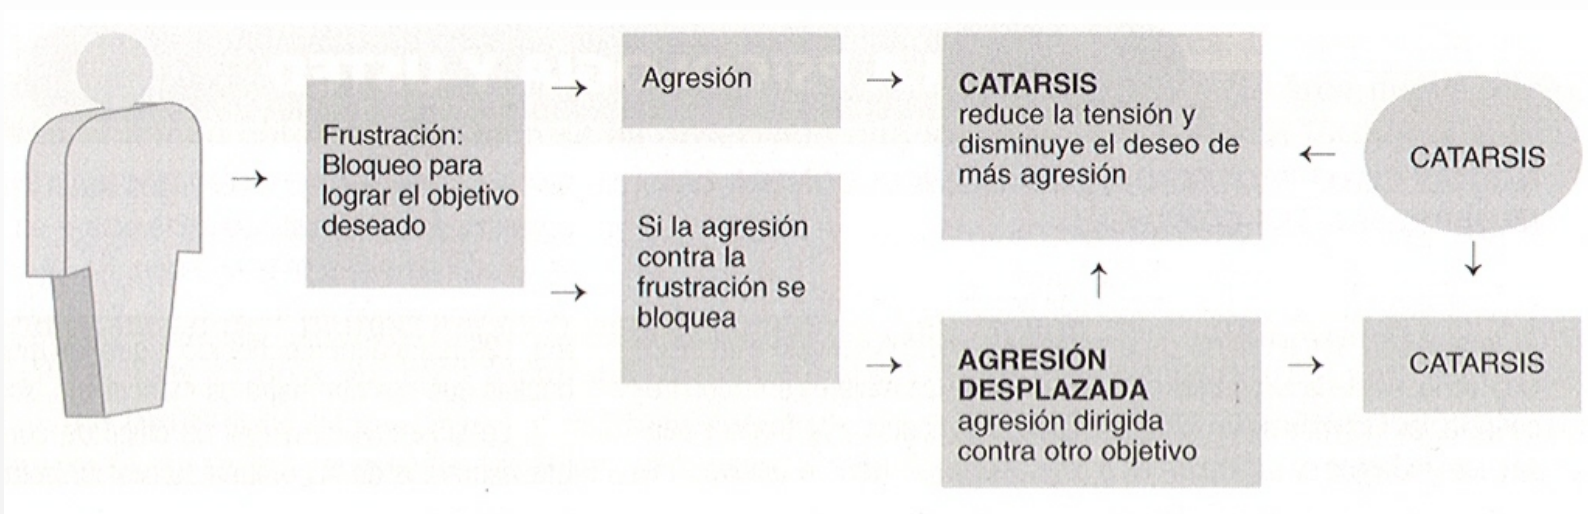 Frustración:
Bloqueo para
lograr el objetivo
deseado
Agresión
Si la agresión
contra la
frustración se
bloquea
CATARSIS
reduce la tensión y
disminuye el deseo de
más agresión
AGRESIÓN
DESPLAZADA
agresión dirigida
contra otro objetivo
CATARSIS
CATARSIS